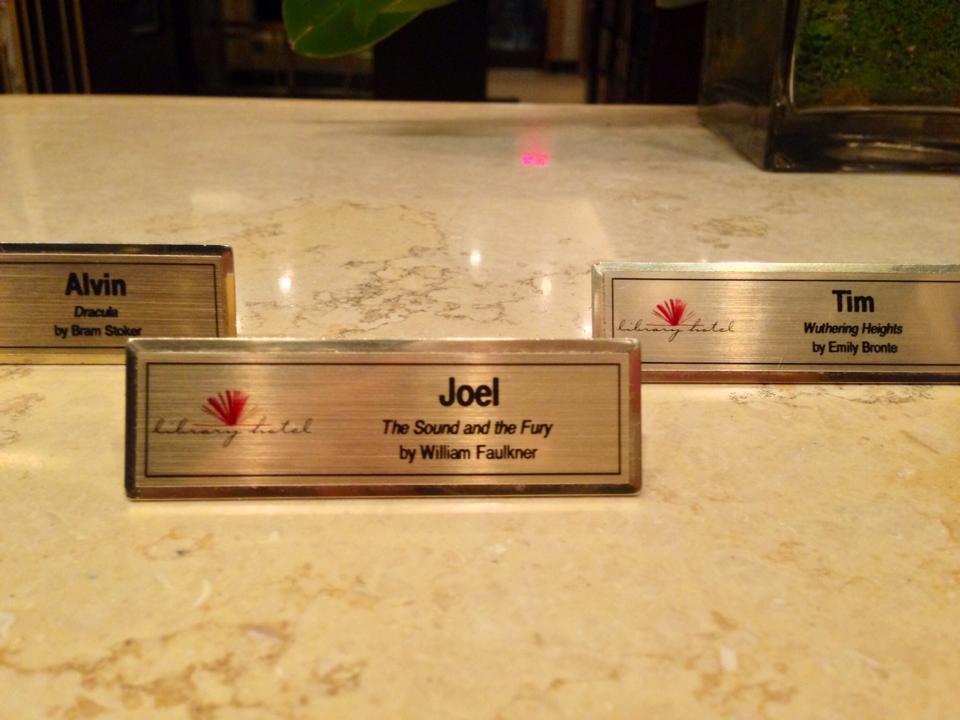 Alvin
Dracula
by Bram Stoker
library hotel
Tim
Wuthering Heights
by Emily Bronte
library hotel
Joel
The Sound and the Fury
by William Faulkner